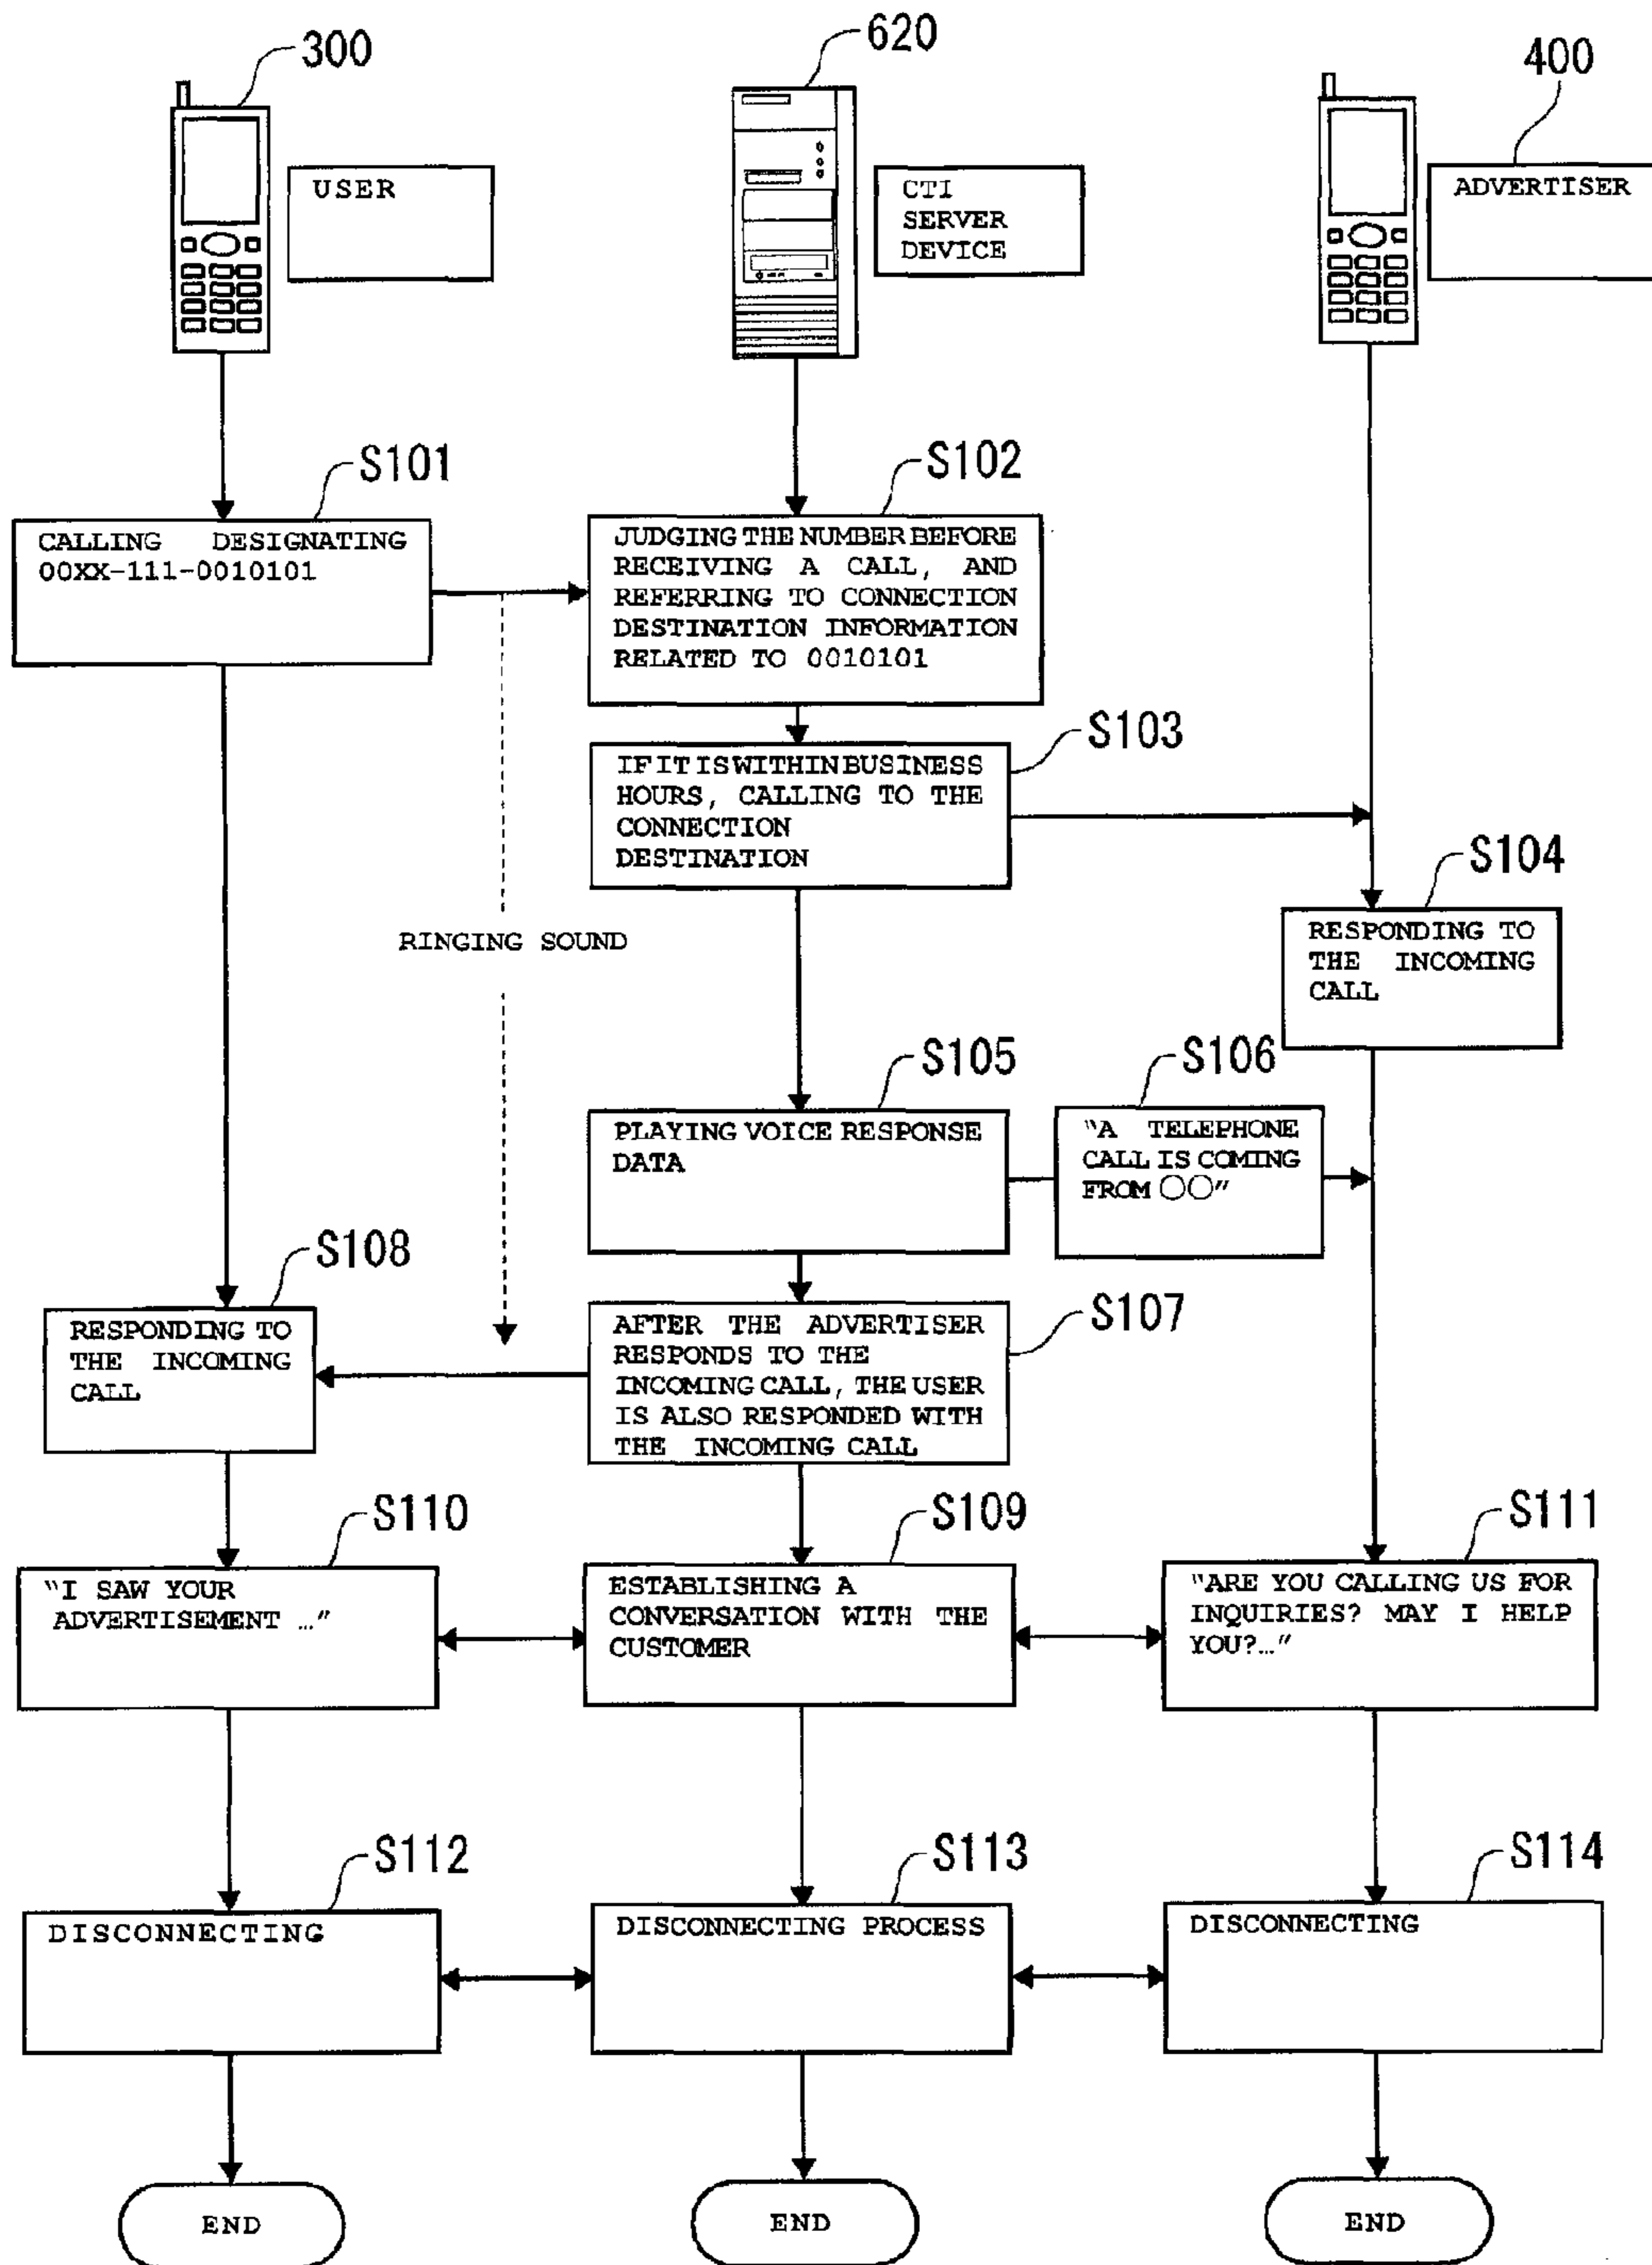 300
620
400
USER
CTI
SERVER
DEVICE
ADVERTISER
S101
CALLING DESIGNATING
00XX-111-0010101
S102
JUDGING THE NUMBER BEFORE
RECEIVING A CALL, AND
REFERRING TO CONNECTION
DESTINATION INFORMATION
RELATED TO 0010101
S103
IF IT IS WITHIN BUSINESS
HOURS, CALLING TO THE
CONNECTION
DESTINATION
S104
RESPONDING TO
THE INCOMING
CALL
RINGING SOUND
S105
PLAYING VOICE RESPONSE
DATA
S106
"A TELEPHONE
CALL IS COMING
FROM ○○"
S108
RESPONDING TO
THE INCOMING
CALL
S107
AFTER THE ADVERTISER
RESPONDS TO THE
INCOMING CALL, THE USER
IS ALSO RESPONDED WITH
THE INCOMING CALL
S110
"I SAW YOUR
ADVERTISEMENT …"
S109
ESTABLISHING A
CONVERSATION WITH THE
CUSTOMER
S111
"ARE YOU CALLING US FOR
INQUIRIES? MAY I HELP
YOU?…"
S112
DISCONNECTING
S113
DISCONNECTING PROCESS
S114
DISCONNECTING
END
END
END